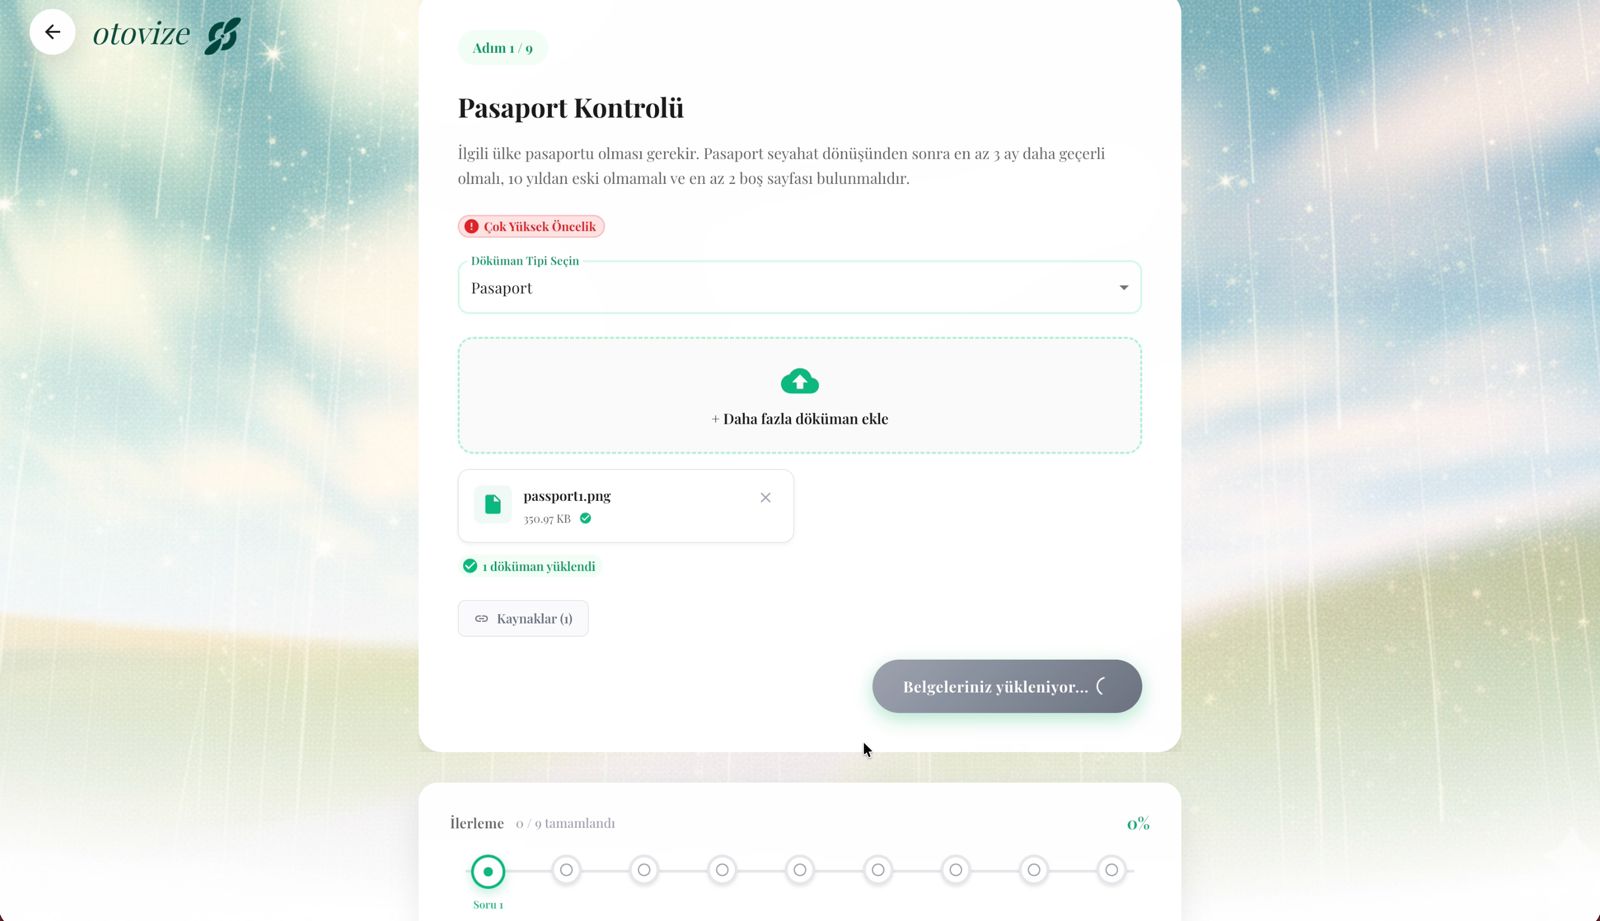 otovize
Adım 1 / 9
Pasaport Kontrolü
İlgili ülke pasaportu olması gerekir. Pasaport seyahat dönüşünden sonra en az 3 ay daha geçerli
olmalı, 10 yıldan eski olmamalı ve en az 2 boş sayfası bulunmalıdır.
Çok Yüksek Öncelik
Döküman Tipi Seçin
Pasaport
+ Daha fazla döküman ekle
passport1.png
350.97 KB
1 döküman yüklendi
Kaynaklar (1)
Belgeleriniz yükleniyor...
İlerleme 0 / 9 tamamlandı
0%
Soru 1